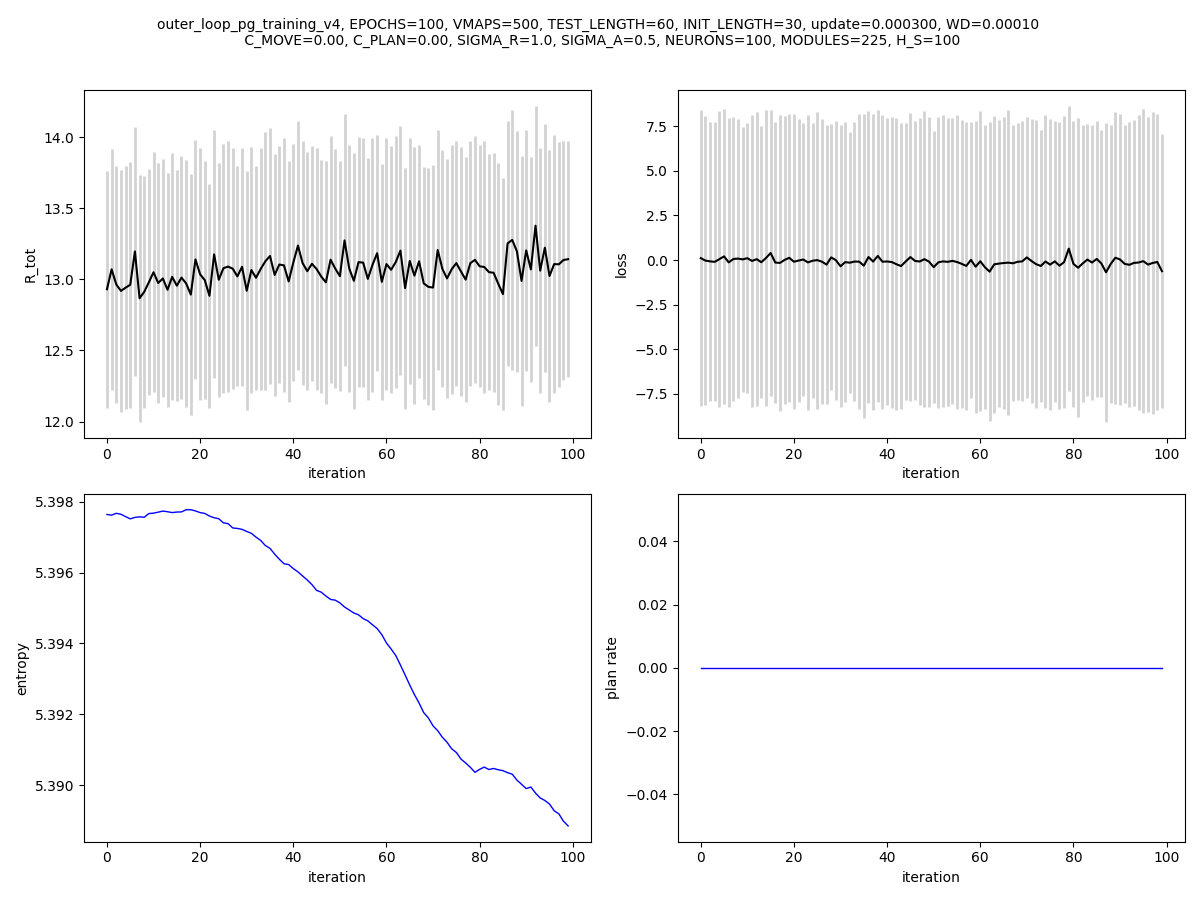 outer_loop_pg_training_v4, EPOCHS=100, VMAPS=500, TEST_LENGTH=60, INIT_LENGTH=30, update=0.000300, WD=0.00010
C_MOVE=0.00, C_PLAN=0.00, SIGMA_R=1.0, SIGMA_A=0.5, NEURONS=100, MODULES=225, H_S=100
R_tot
14.0
13.5
13.0
12.5
12.0
0 20 40 60 80 100
iteration
loss
7.5
5.0
2.5
0.0
−2.5
−5.0
−7.5
0 20 40 60 80 100
iteration
entropy
5.398
5.396
5.394
5.392
5.390
0 20 40 60 80 100
iteration
plan rate
0.04
0.02
0.00
−0.02
−0.04
0 20 40 60 80 100
iteration